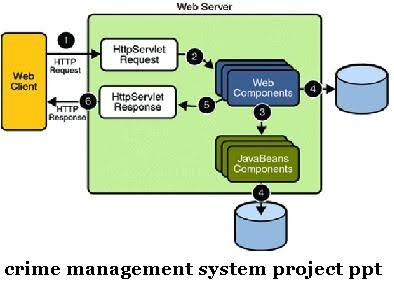 Web Server
1
HTTP
Request
HttpServlet
Request
2
Web
Client
Web
Components
4
6
HTTP
Response
HttpServlet
Response
5
3
JavaBeans
Components
4
crime management system project ppt